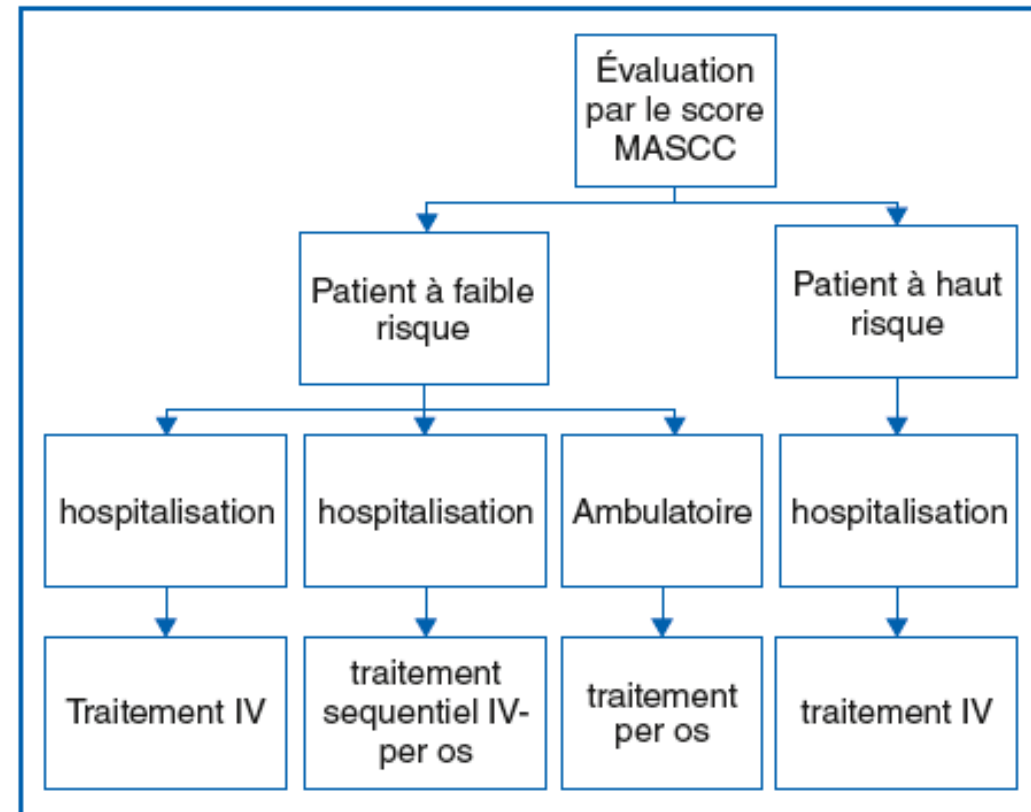 Évaluation
par le score
MASCC
Patient à faible
risque
Patient à haut
risque
hospitalisation
hospitalisation
Ambulatoire
hospitalisation
Traitement IV
traitement
sequentiel IV-
per os
traitement
per os
traitement IV